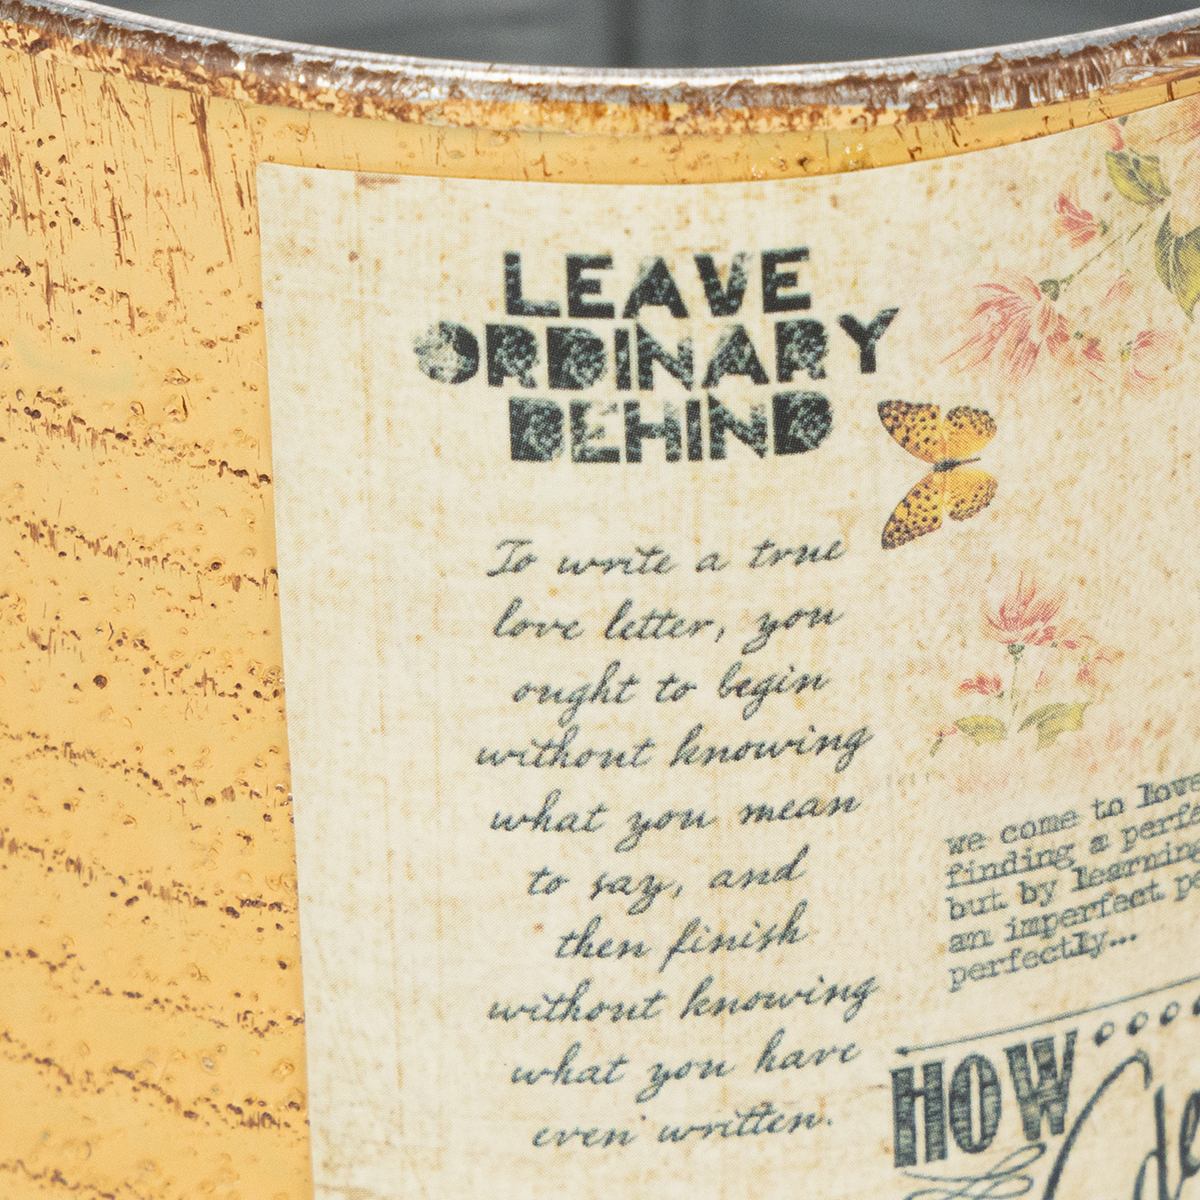 LEAVE
ORDINARY
BEHIND
To write a true
love letter, you
ought to begin
without knowing
what you mean
to say, and
then finish
without knowing
what you have
even written.
we come to love
finding a
but by learning
an imperfect
perfectly...
HOW